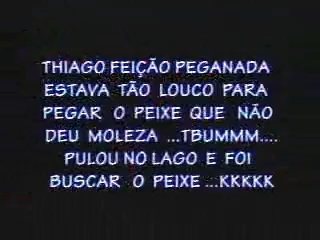 THIAGO FEIÇÃO PEGANADA
ESTAVA TÃO LOUCO PARA
PEGAR O PEIXE QUE NÃO
DEU MOLEZA ...TBUMMM....
PULOU NO LAGO E FOI
BUSCAR O PEIXE ...KKKKK